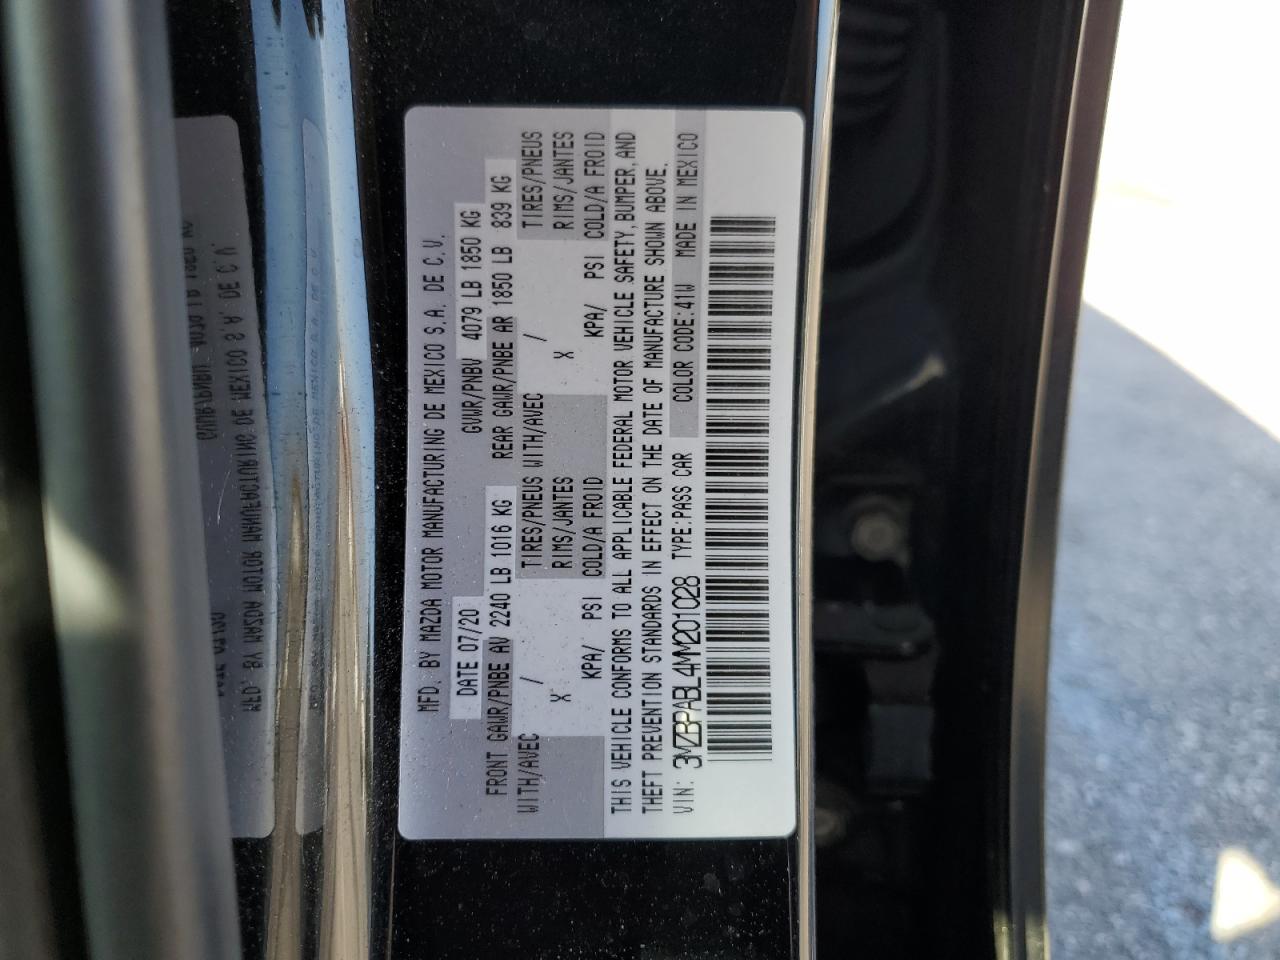 MFD. BY MAZDA MOTOR MANUFACTURING DE MEXICO S.A. DE C.V.
DATE 07/20 GVWR/PNBV 4079 LB 1850 KG
FRONT GAWR/PNBE AV 2240 LB 1016 KG REAR GAWR/PNBE AR 1850 LB 839 KG
WITH/AVEC / TIRES/PNEUS WITH/AVEC / TIRES/PNEUS
X RIMS/JANTES X RIMS/JANTES
KPA/ PSI COLD/A FROID KPA/ PSI COLD/A FROID
THIS VEHICLE CONFORMS TO ALL APPLICABLE FEDERAL MOTOR VEHICLE SAFETY, BUMPER, AND
THEFT PREVENTION STANDARDS IN EFFECT ON THE DATE OF MANUFACTURE SHOWN ABOVE.
VIN: 3MZBPABL4MM201028 TYPE:PASS CAR COLOR CODE:41W MADE IN MEXICO